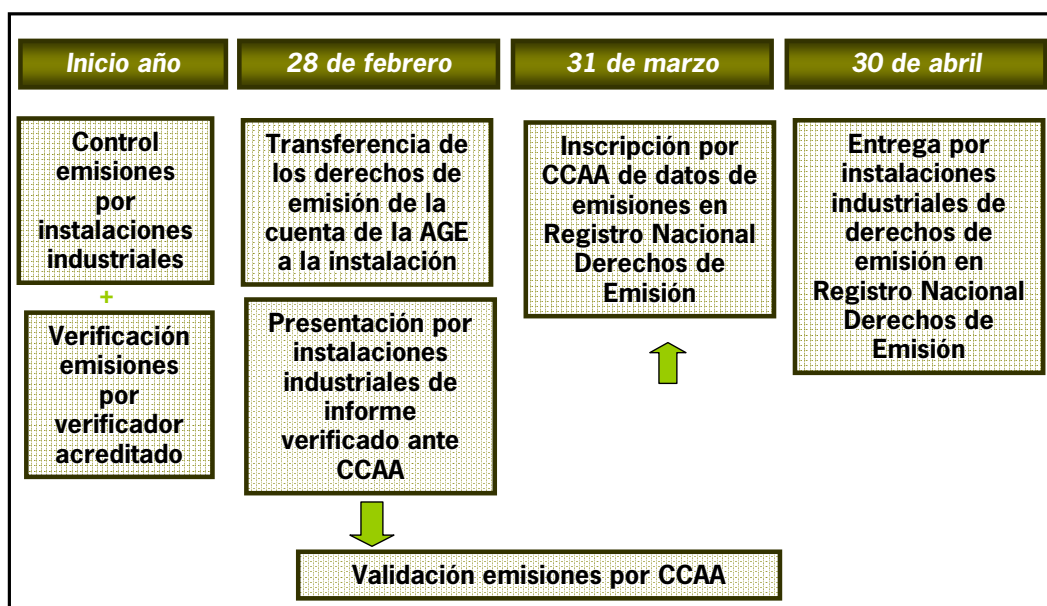 Inicio año
28 de febrero
31 de marzo
30 de abril
Control
emisiones
por
instalaciones
industriales
+
Verificación
emisiones
por
verificador
acreditado
Transferencia de
los derechos de
emisión de la
cuenta de la AGE
a la instalación
Presentación por
instalaciones
industriales de
informe
verificado ante
CCAA
Inscripción por
CCAA de datos de
emisiones en
Registro Nacional
Derechos de
Emisión
Entrega por
instalaciones
industriales de
derechos de
emisión en
Registro Nacional
Derechos de
Emisión
Validación emisiones por CCAA